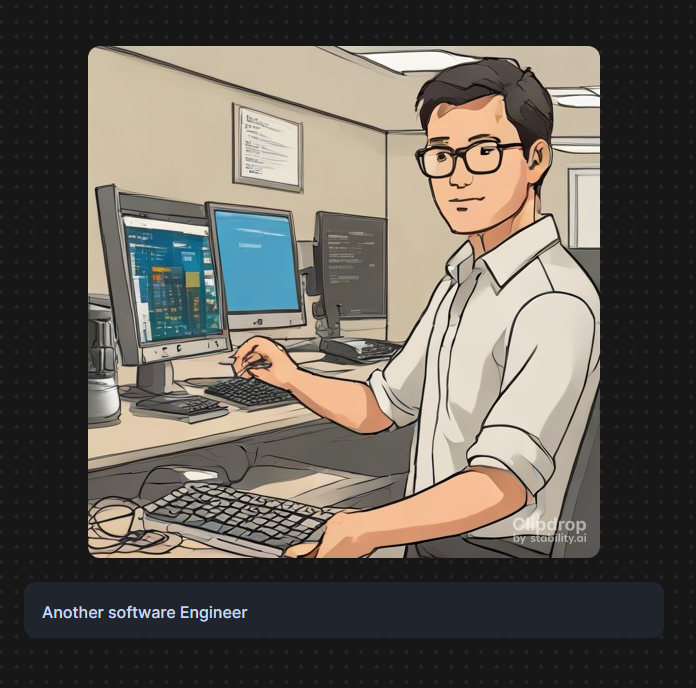 Clipdrop
by stability.ai
Another software Engineer